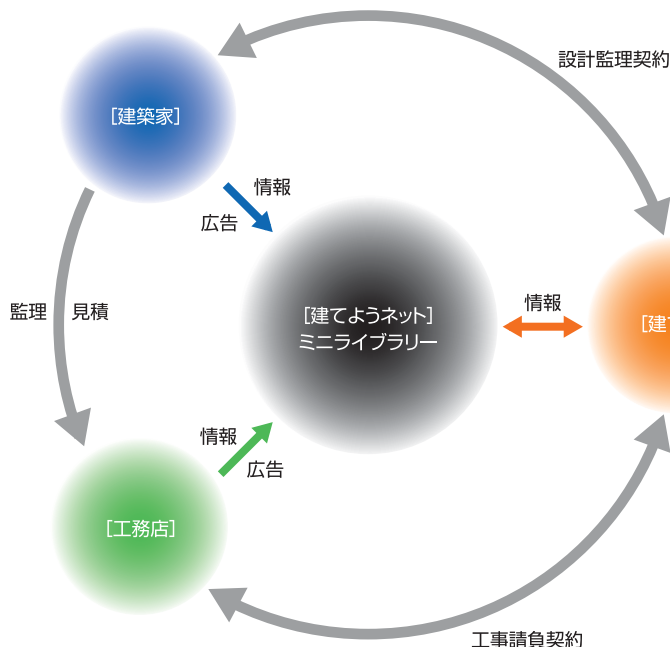 設計監理契約
[建築家]
情報
広告
監理
見積
[建てようネット]
ミニライブラリー
情報
[建て
情報
広告
[工務店]
工事請負契約